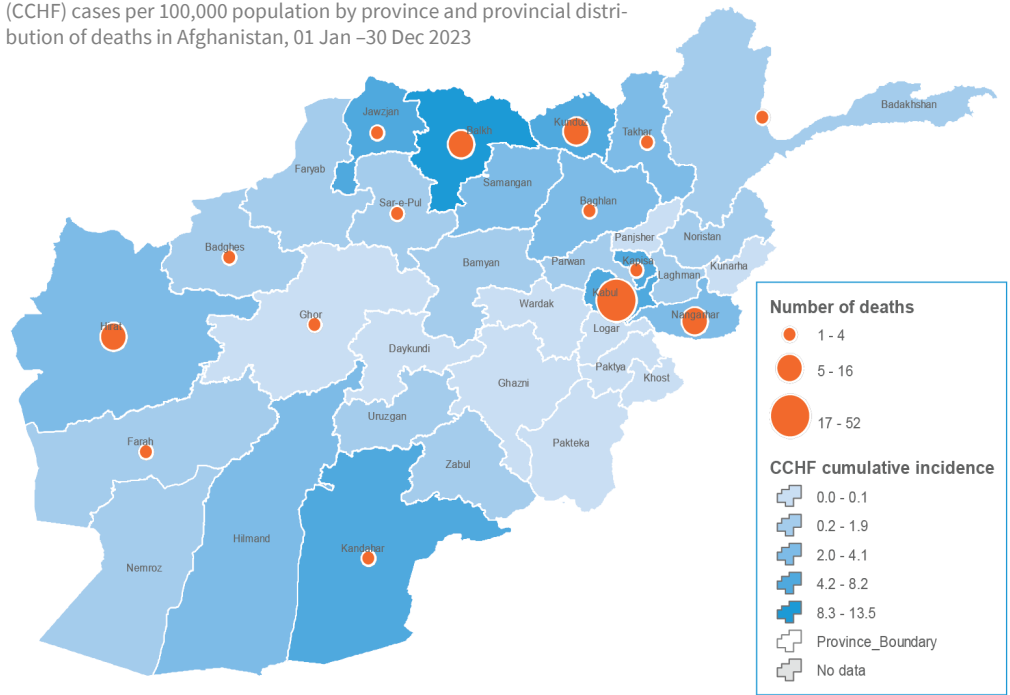 (CCHF) cases per 100,000 population by province and provincial distri-
bution of deaths in Afghanistan, 01 Jan –30 Dec 2023
Badakhshan
Jawzjan
Balkh
Kunduz
Takhar
Faryab
Samangan
Sar-e-Pul
Baghlan
Panjsher
Noristan
Badghes
Bamyan
Parwan
Kapisa
Kunarha
Laghman
Kabul
Wardak
Hirat
Ghor
Nangarhar
Logar
Daykundi
Paktya
Khost
Ghazni
Uruzgan
Farah
Pakteka
Zabul
Hilmand
Kandahar
Nemroz
Number of deaths
1 - 4
5 - 16
17 - 52
CCHF cumulative incidence
0.0 - 0.1
0.2 - 1.9
2.0 - 4.1
4.2 - 8.2
8.3 - 13.5
Province_Boundary
No data